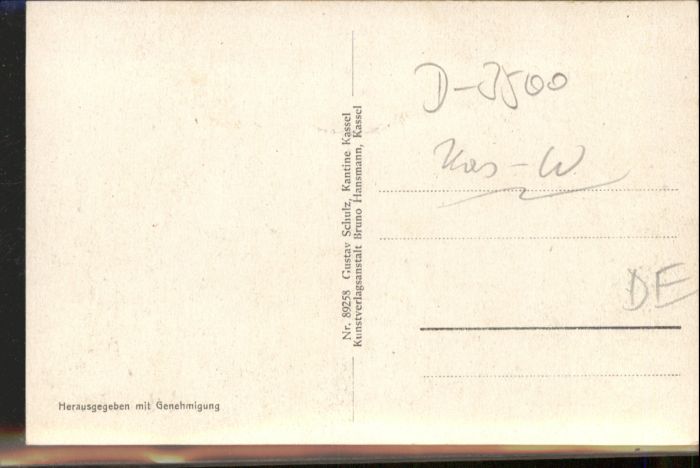 Herausgegeben mit Genehmigung
Nr. 89258 Gustav Schulz, Kantine Kassel
Kunstverlagsanstalt Bruno Hansmann, Kassel
D-3500
Kas-W
DE